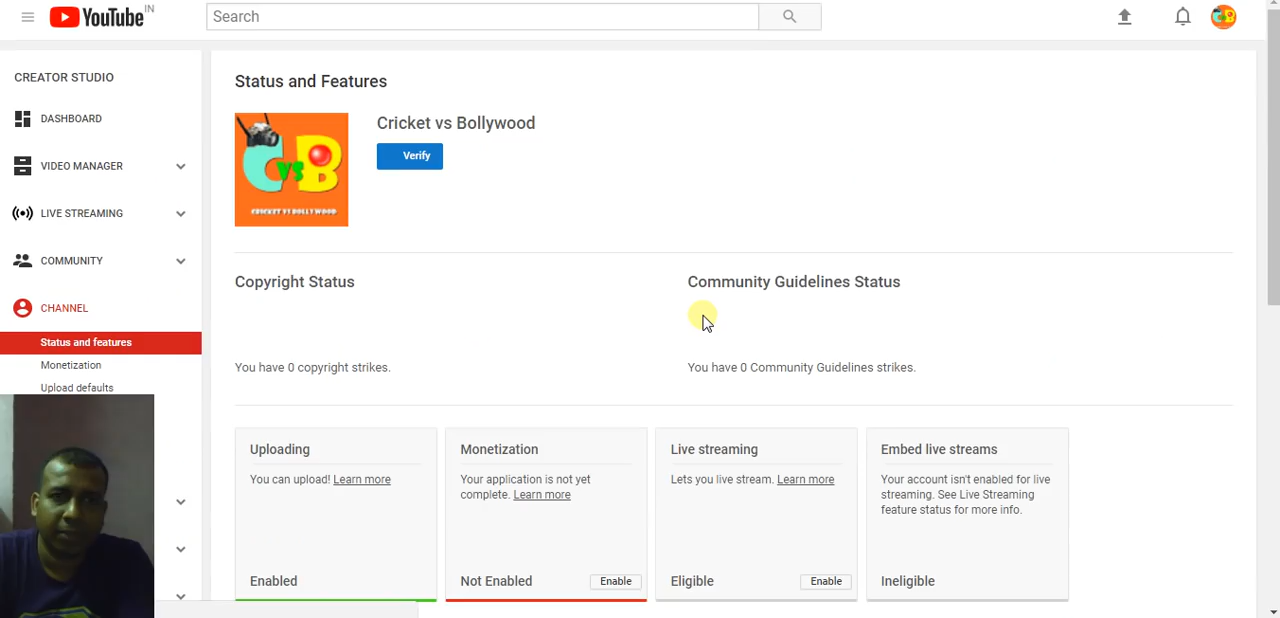 YouTube IN
Search
CREATOR STUDIO
DASHBOARD
VIDEO MANAGER
LIVE STREAMING
COMMUNITY
CHANNEL
Status and features
Monetization
Upload defaults
Status and Features
CvsB
CRICKET VS BOLLYWOOD
Cricket vs Bollywood
Verify
Copyright Status
You have 0 copyright strikes.
Community Guidelines Status
You have 0 Community Guidelines strikes.
Uploading
You can upload! Learn more
Enabled
Monetization
Your application is not yet
complete. Learn more
Not Enabled
Enable
Live streaming
Lets you live stream. Learn more
Eligible
Enable
Embed live streams
Your account isn't enabled for live
streaming. See Live Streaming
feature status for more info.
Ineligible